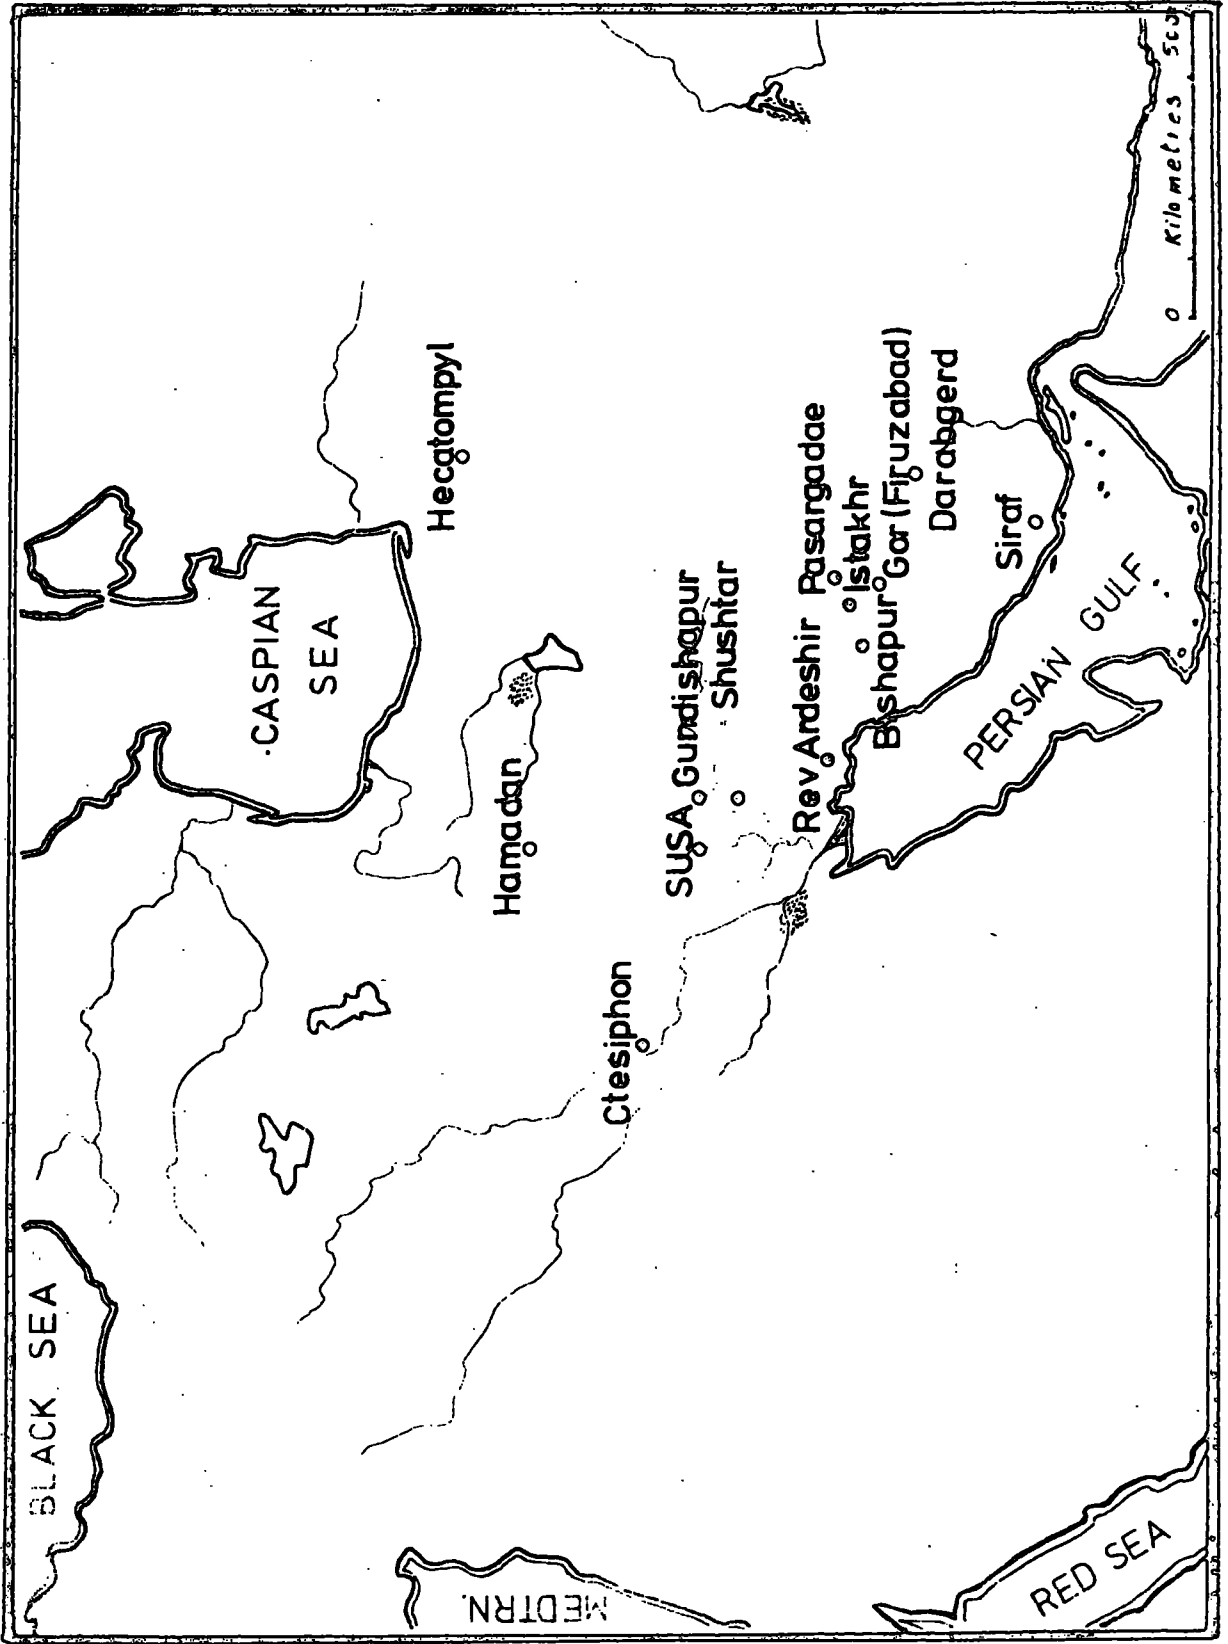 BLACK SEA
CASPIAN
SEA
Hecatompyl
Hamadan
Ctesiphon
SUSA
Gundishapur
Shushtar
Rev Ardeshir
Pasargadae
Istakhr
Bishapur
Gor (Firuzabad)
Darabgerd
Siraf
PERSIAN GULF
MEDTRN.
RED SEA
0 Kilometres